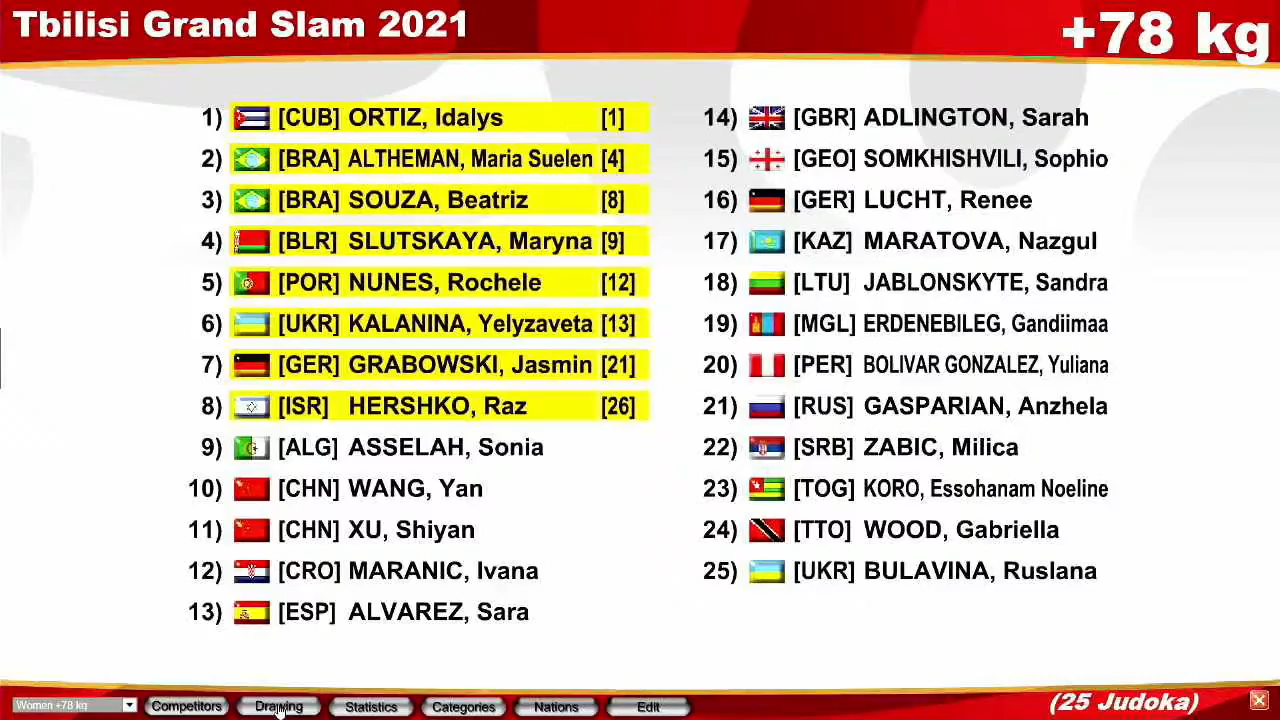 Tbilisi Grand Slam 2021
+78 kg
1) [CUB] ORTIZ, Idalys [1]
2) [BRA] ALTHEMAN, Maria Suelen [4]
3) [BRA] SOUZA, Beatriz [8]
4) [BLR] SLUTSKAYA, Maryna [9]
5) [POR] NUNES, Rochele [12]
6) [UKR] KALANINA, Yelyzaveta [13]
7) [GER] GRABOWSKI, Jasmin [21]
8) [ISR] HERSHKO, Raz [26]
9) [ALG] ASSELAH, Sonia
10) [CHN] WANG, Yan
11) [CHN] XU, Shiyan
12) [CRO] MARANIC, Ivana
13) [ESP] ALVAREZ, Sara
14) [GBR] ADLINGTON, Sarah
15) [GEO] SOMKHISHVILI, Sophio
16) [GER] LUCHT, Renee
17) [KAZ] MARATOVA, Nazgul
18) [LTU] JABLONSKYTE, Sandra
19) [MGL] ERDENEBILEG, Gandiimaa
20) [PER] BOLIVAR GONZALEZ, Yuliana
21) [RUS] GASPARIAN, Anzhela
22) [SRB] ZABIC, Milica
23) [TOG] KORO, Essohanam Noeline
24) [TTO] WOOD, Gabriella
25) [UKR] BULAVINA, Ruslana
Women +78 kg Competitors Drawing Statistics Categories Nations Edit (25 Judoka)